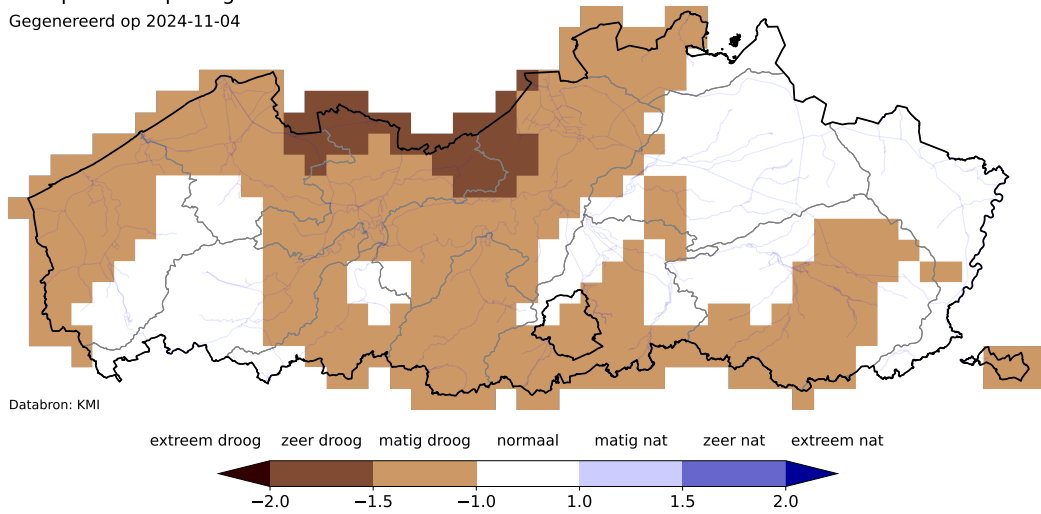 Gegenereerd op 2024-11-04
Databron: KMI
extreem droog zeer droog matig droog normaal matig nat zeer nat extreem nat
−2.0 −1.5 −1.0 1.0 1.5 2.0